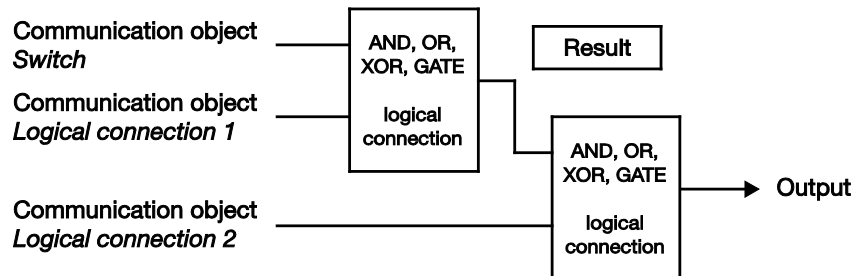 Communication object
Switch
Communication object
Logical connection 1
Communication object
Logical connection 2
AND, OR,
XOR, GATE
logical
connection
Result
AND, OR,
XOR, GATE
logical
connection
Output